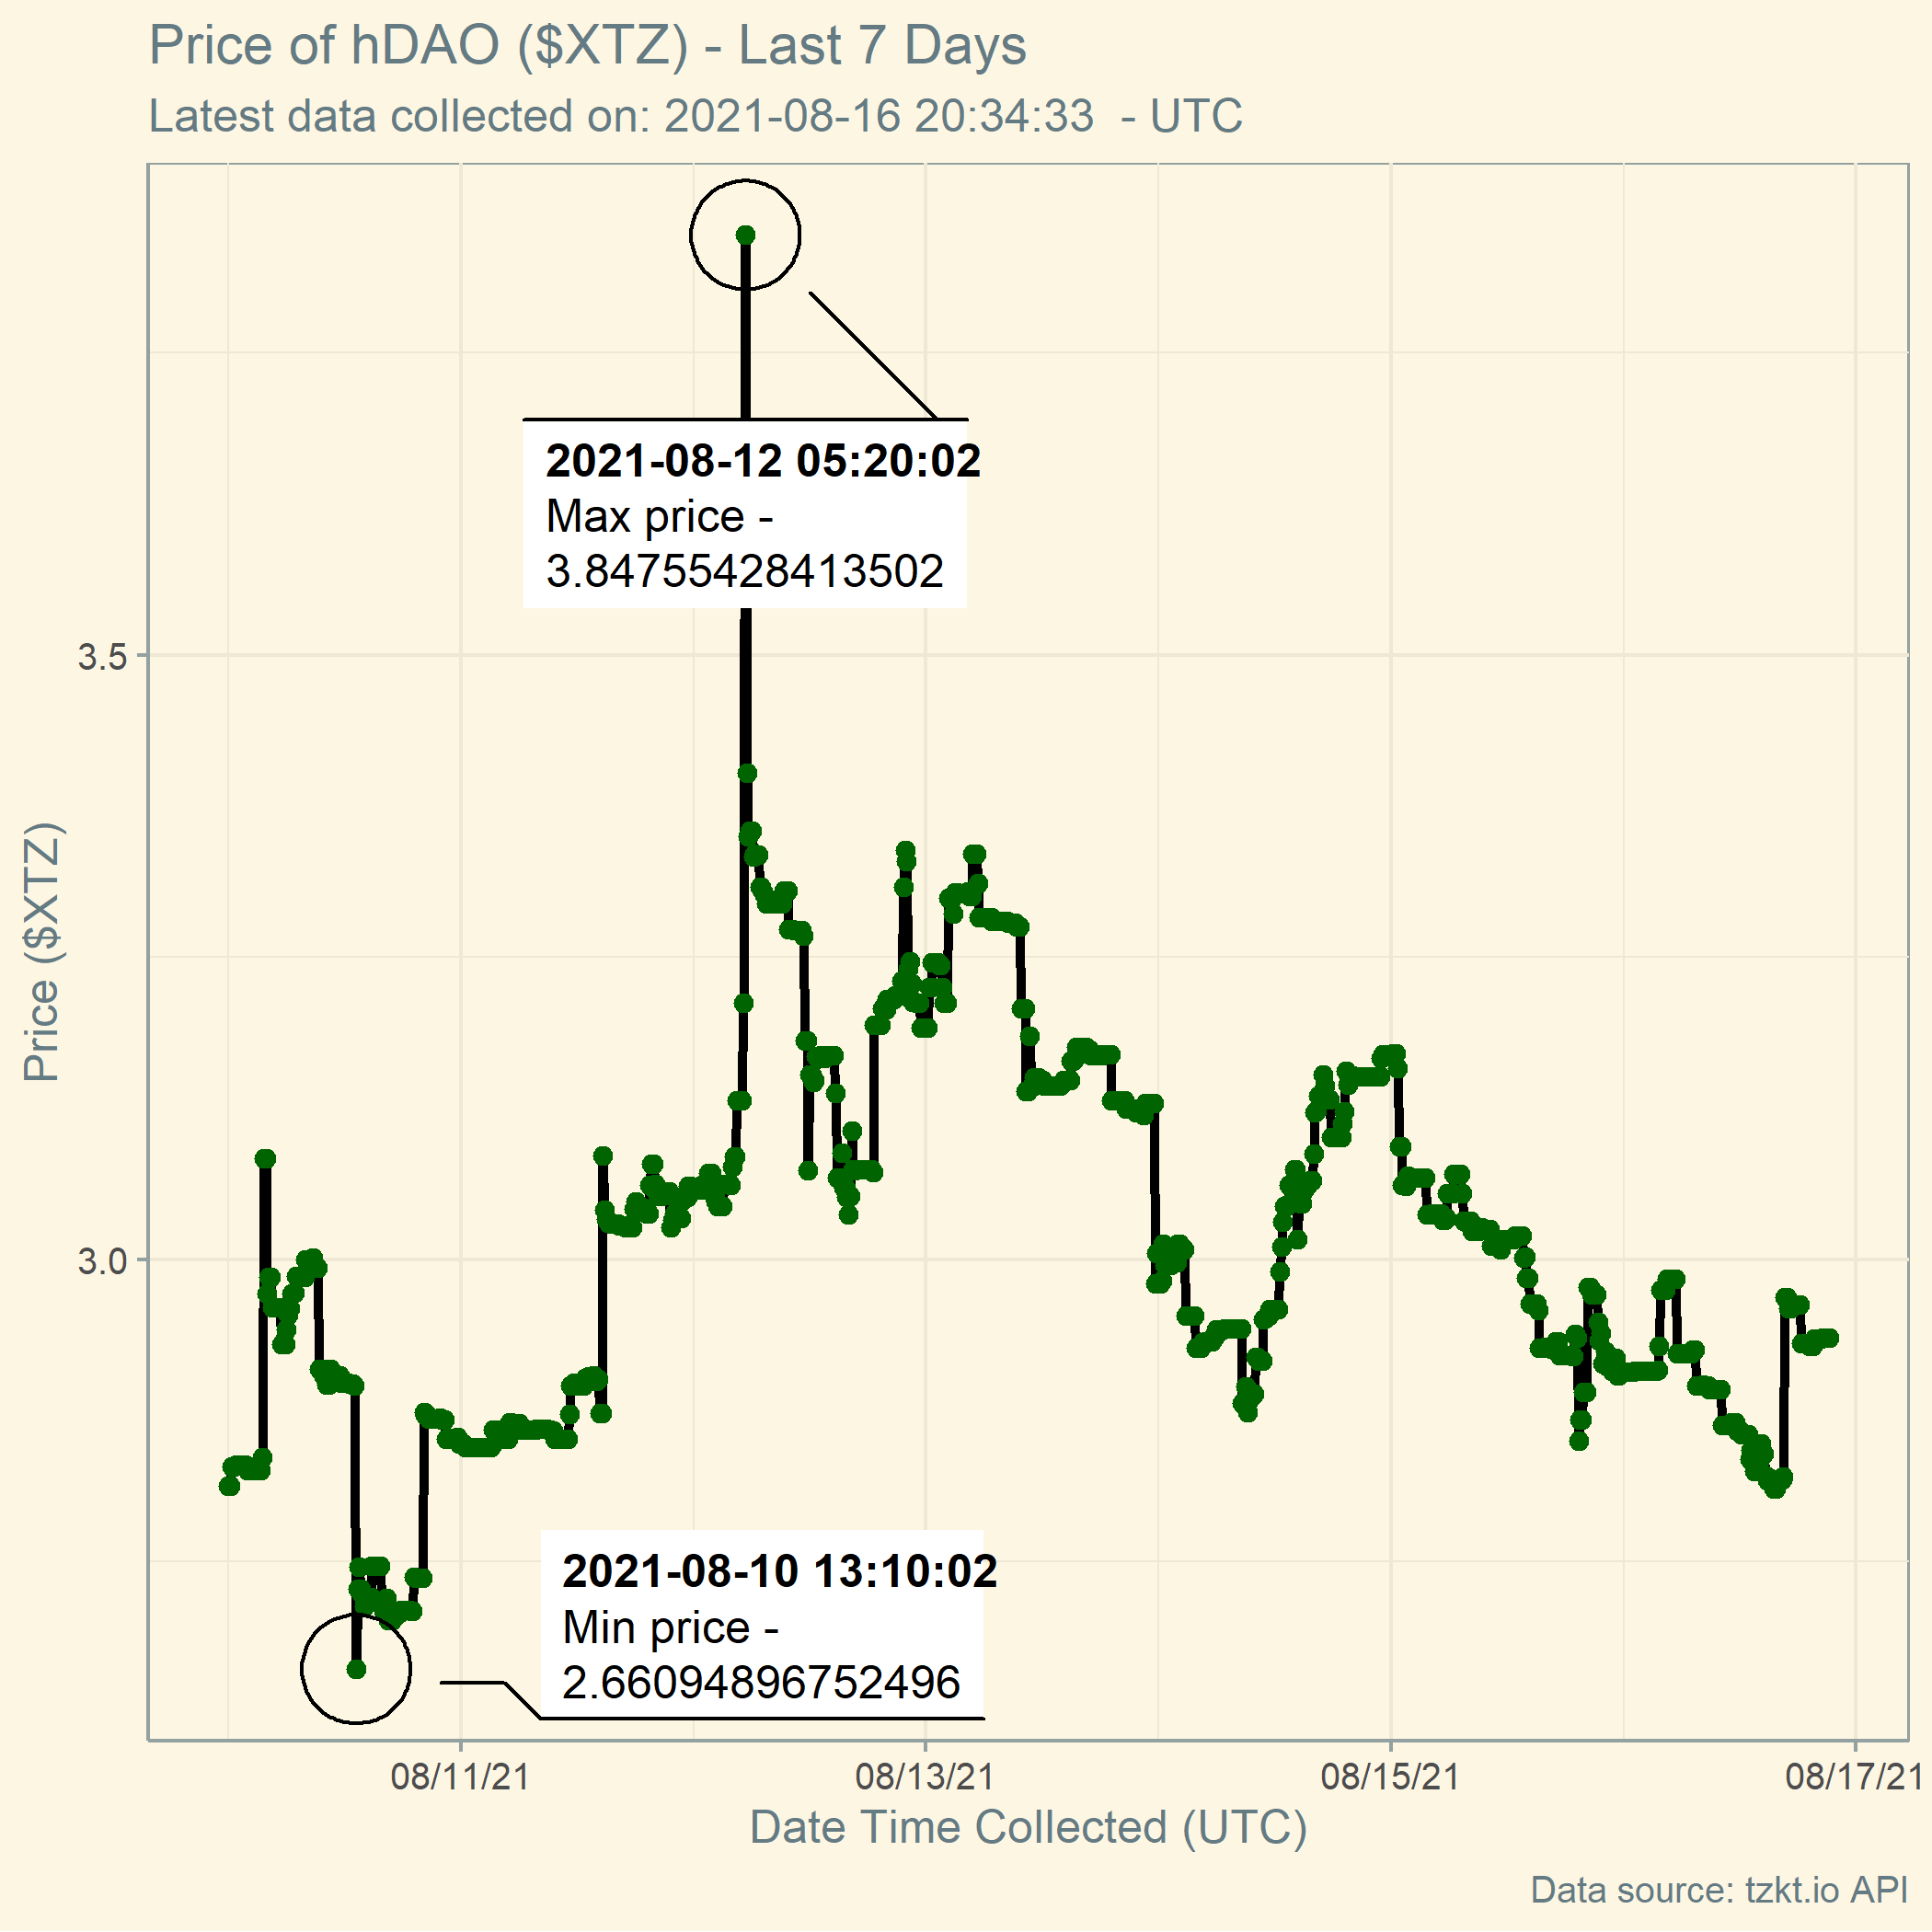 Price of hDAO ($XTZ) - Last 7 Days
Latest data collected on: 2021-08-16 20:34:33  - UTC
2021-08-12 05:20:02
Max price -
3.84755428413502
3.5
Price ($XTZ)
3.0
2021-08-10 13:10:02
Min price -
2.66094896752496
08/11/21 08/13/21 08/15/21 08/17/21
Date Time Collected (UTC)
Data source: tzkt.io API